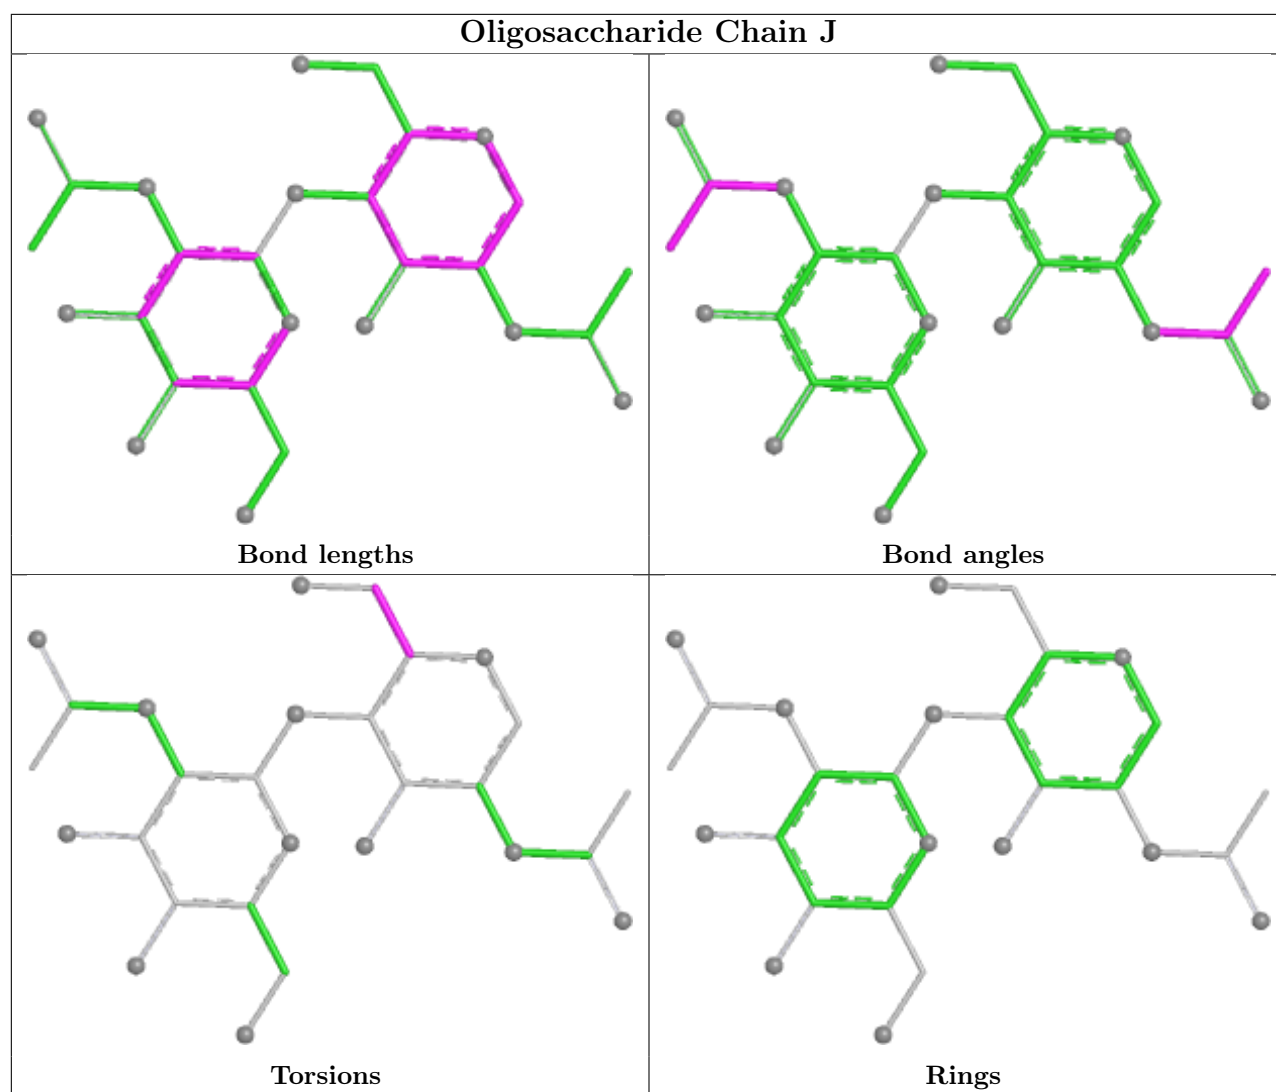 Oligosaccharide Chain J
Bond lengths
Bond angles
Torsions
Rings